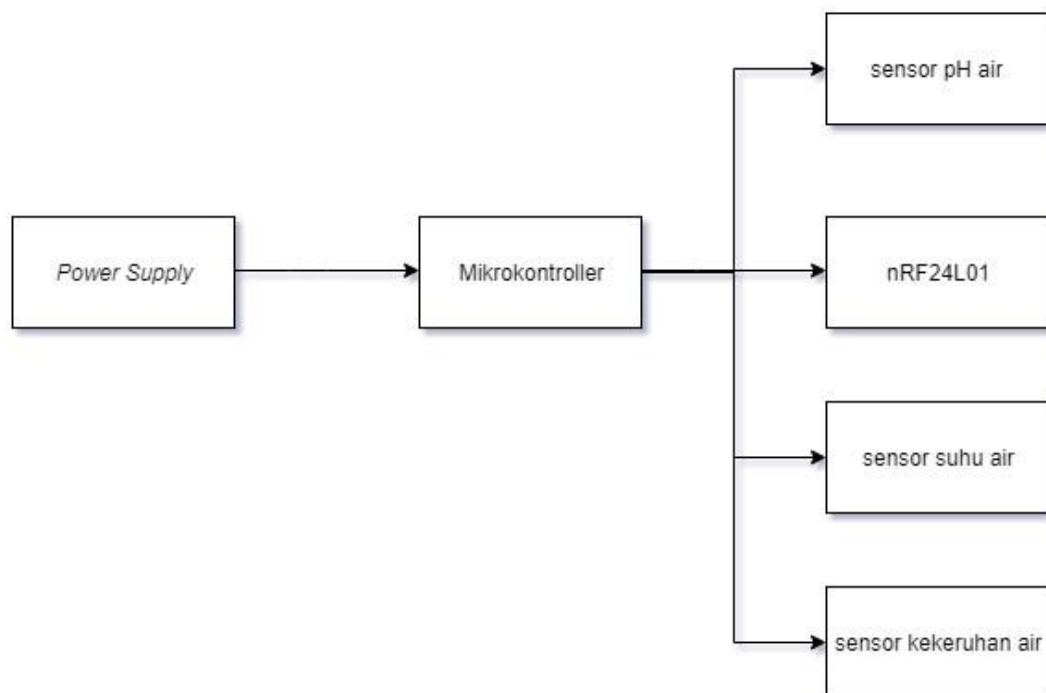 sensor pH air
Power Supply
Mikrokontroller
nRF24L01
sensor suhu air
sensor kekeruhan air